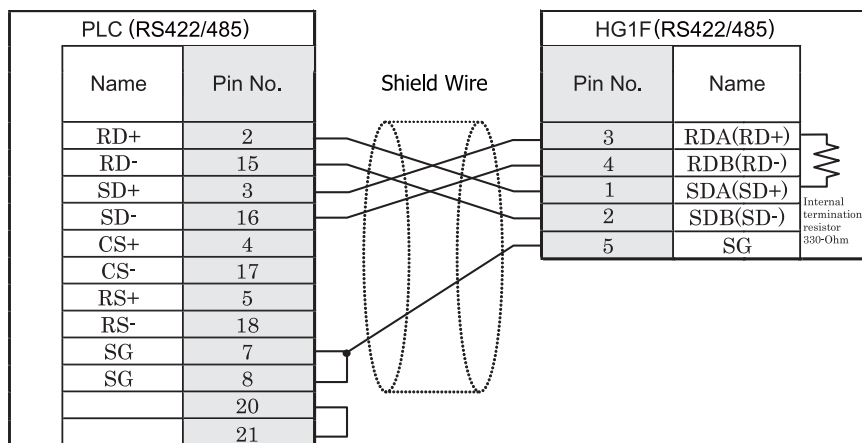 PLC (RS422/485)
Name Pin No.
RD+ 2
RD- 15
SD+ 3
SD- 16
CS+ 4
CS- 17
RS+ 5
RS- 18
SG 7
SG 8
20
21
Shield Wire
HG1F(RS422/485)
Pin No. Name
3 RDA(RD+)
4 RDB(RD-)
1 SDA(SD+)
2 SDB(SD-)
5 SG
Internal
termination
resistor
330-Ohm